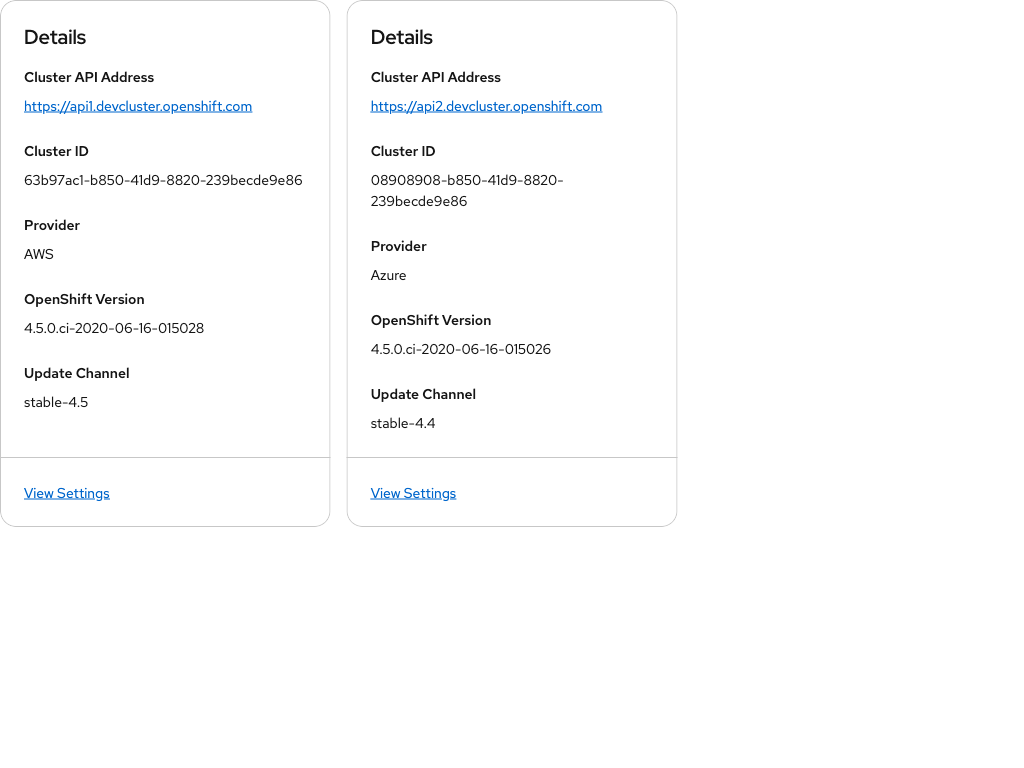 Details
Cluster API Address
https://api1.devcluster.openshift.com
Cluster ID
63b97ac1-b850-41d9-8820-239becde9e86
Provider
AWS
OpenShift Version
4.5.0.ci-2020-06-16-015028
Update Channel
stable-4.5
View Settings
Details
Cluster API Address
https://api2.devcluster.openshift.com
Cluster ID
08908908-b850-41d9-8820-
239becde9e86
Provider
Azure
OpenShift Version
4.5.0.ci-2020-06-16-015026
Update Channel
stable-4.4
View Settings